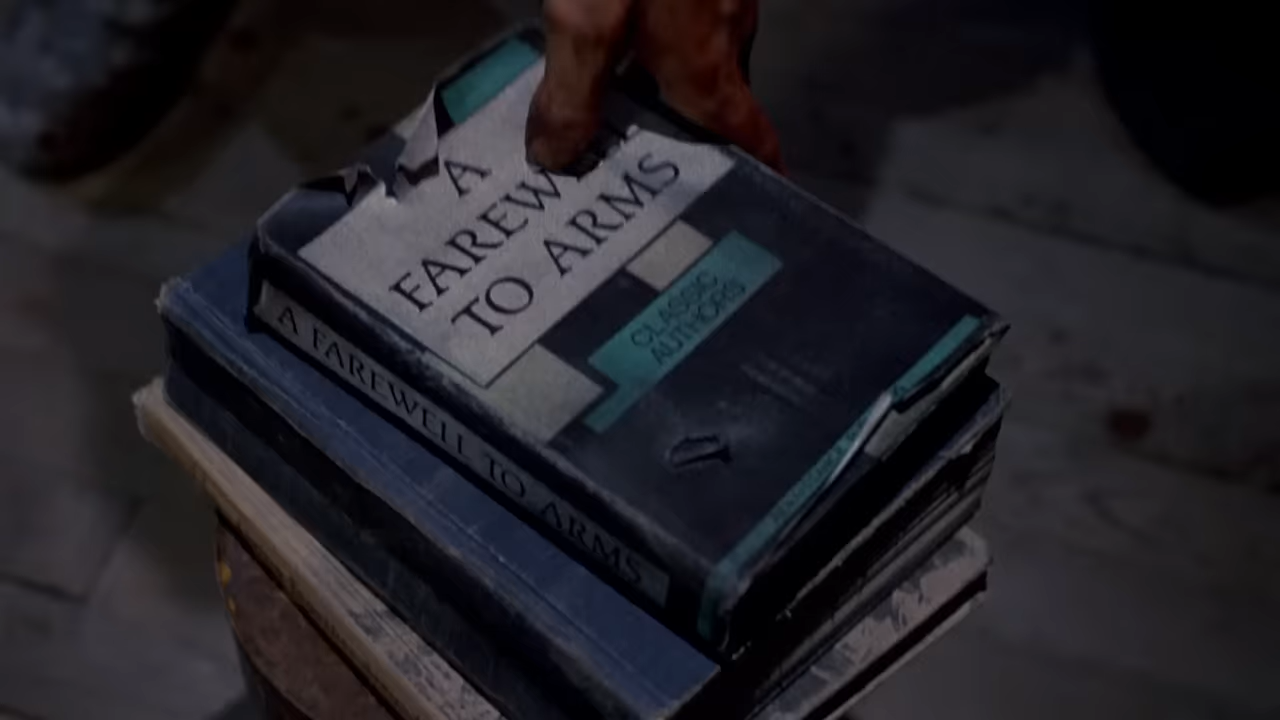 A
FAREW
TO ARMS
CLASSIC
AUTHORS
A FAREWELL TO ARMS